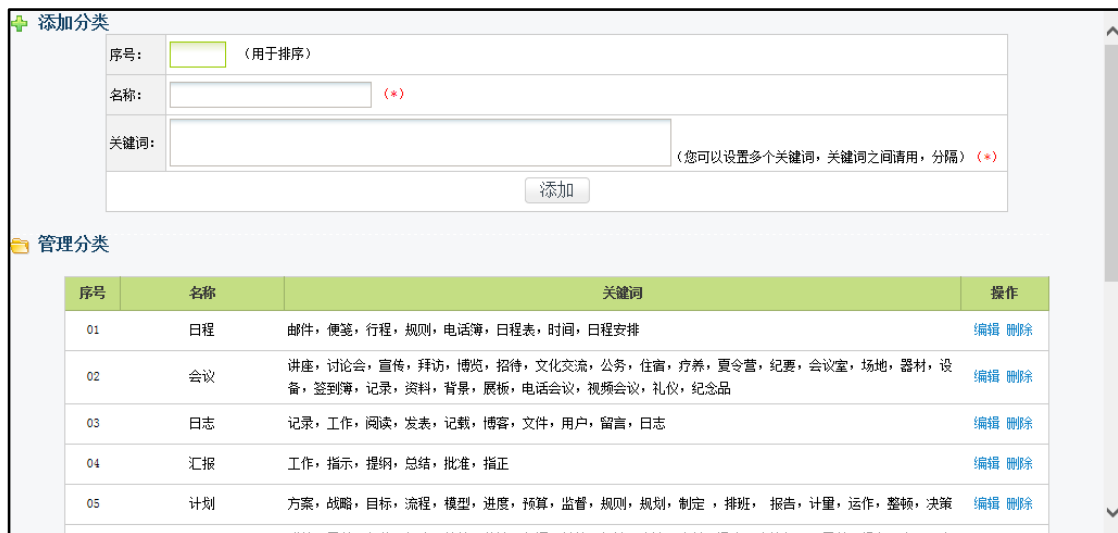 添加分类
序号： （用于排序）
名称： （*）
关键词： （您可以设置多个关键词，关键词之间请用，分隔）（*）
添加
管理分类
序号 名称 关键词 操作
01 日程 邮件，便笺，行程，规则，电话簿，日程表，时间，日程安排 编辑 删除
02 会议 讲座，讨论会，宣传，拜访，博览，招待，文化交流，公务，住宿，疗养，夏令营，纪要，会议室，场地，器材，设
备，签到簿，记录，资料，背景，展板，电话会议，视频会议，礼仪，纪念品 编辑 删除
03 日志 记录，工作，阅读，发表，记载，博客，文件，用户，留言，日志 编辑 删除
04 汇报 工作，指示，提纲，总结，批准，指正 编辑 删除
05 计划 方案，战略，目标，流程，模型，进度，预算，监督，规则，规划，制定 ，排班， 报告，计量，运作，整顿，决策 编辑 删除